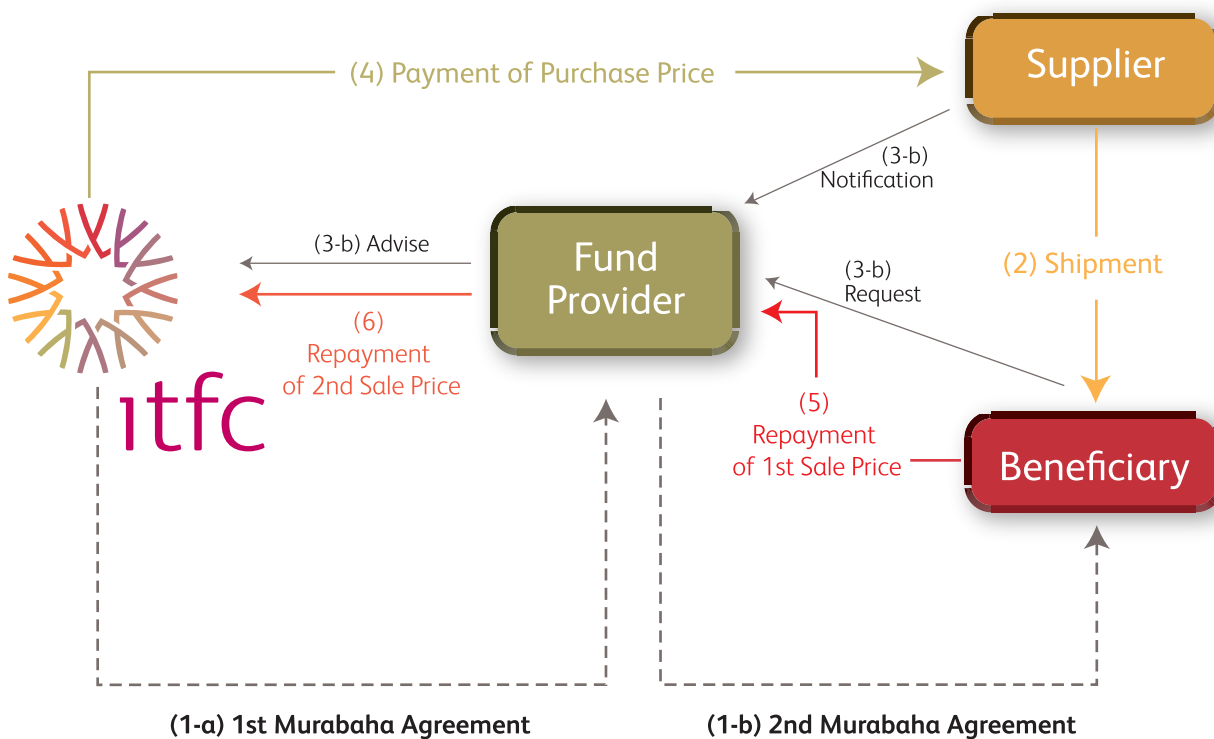 (4) Payment of Purchase Price
Supplier
(3-b)
Notification
(3-b) Advise
Fund
Provider
(3-b)
Request
(2) Shipment
(6)
Repayment
of 2nd Sale Price
ıtfc
(5)
Repayment
of 1st Sale Price
Beneficiary
(1-a) 1st Murabaha Agreement
(1-b) 2nd Murabaha Agreement